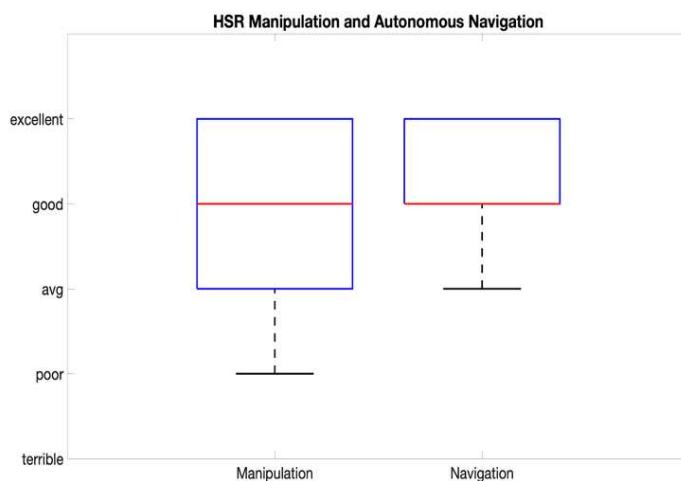 HSR Manipulation and Autonomous Navigation
excellent
good
avg
poor
terrible
Manipulation
Navigation